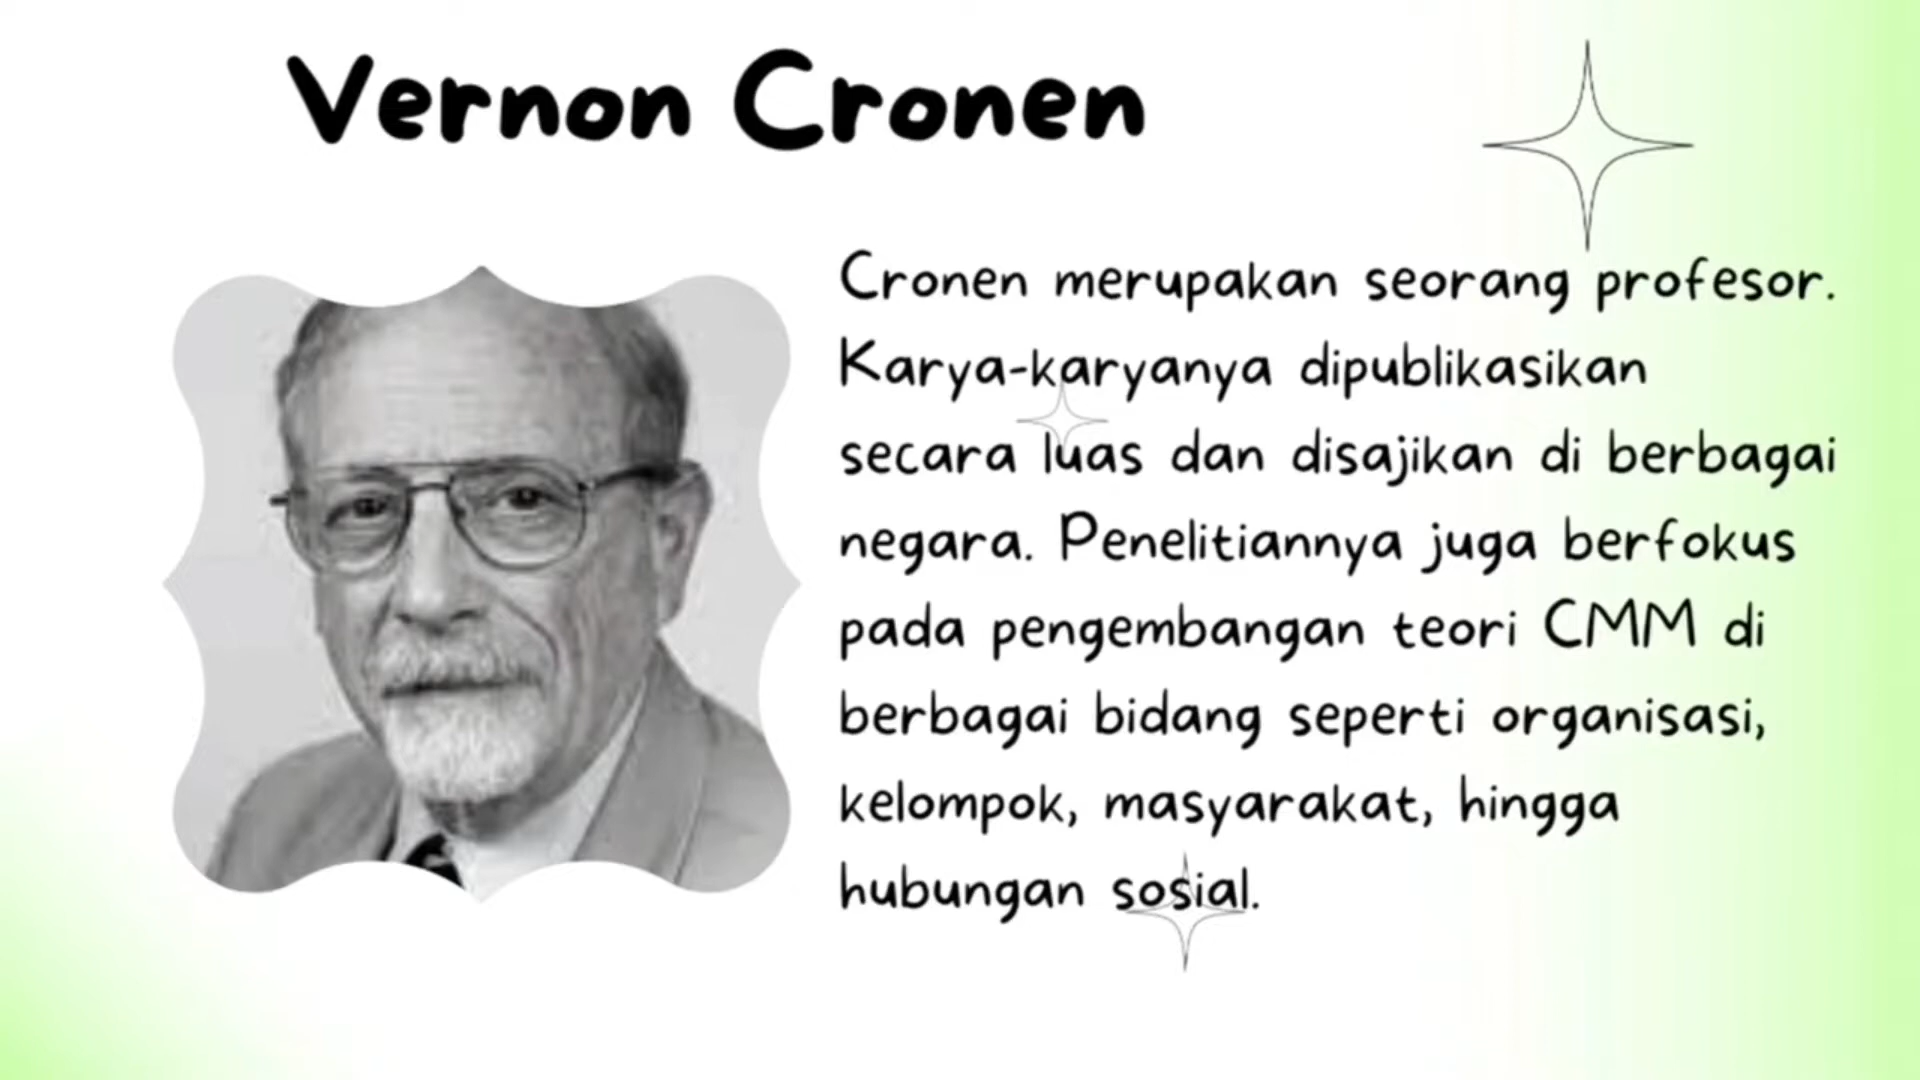 Vernon Cronen
Cronen merupakan seorang profesor.
Karya-karyanya dipublikasikan
secara luas dan disajikan di berbagai
negara. Penelitiannya juga berfokus
pada pengembangan teori CMM di
berbagai bidang seperti organisasi,
kelompok, masyarakat, hingga
hubungan sosial.